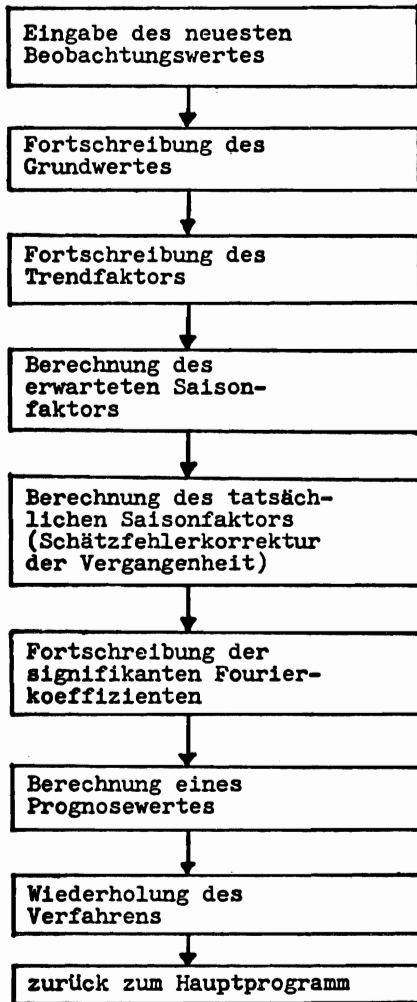 Eingabe des neuesten
Beobachtungswertes
Fortschreibung des
Grundwertes
Fortschreibung des
Trendfaktors
Berechnung des
erwarteten Saison-
faktors
Berechnung des tatsäch-
lichen Saisonfaktors
(Schätzfehlerkorrektur
der Vergangenheit)
Fortschreibung der
signifikanten Fourier-
koeffizienten
Berechnung eines
Prognosewertes
Wiederholung des
Verfahrens
zurück zum Hauptprogramm